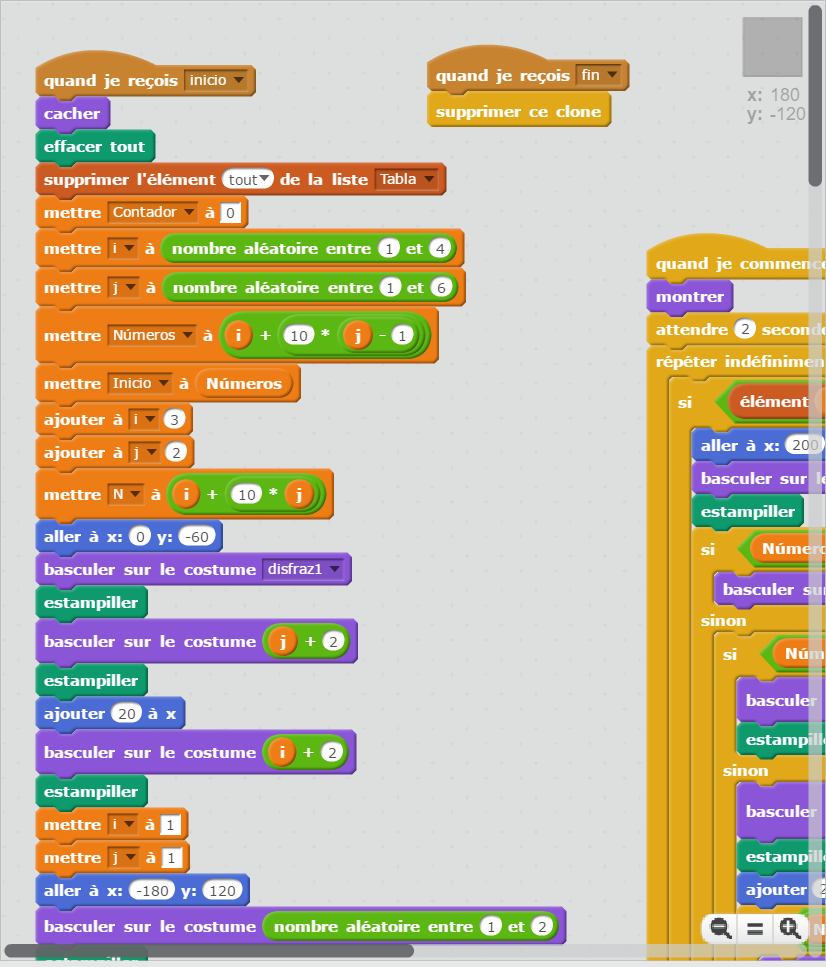 quand je reçois inicio
cacher
effacer tout
supprimer l'élément tout de la liste Tabla
mettre Contador à 0
mettre i à nombre aléatoire entre 1 et 4
mettre j à nombre aléatoire entre 1 et 6
mettre Números à i + 10 * j - 1
mettre Inicio à Números
ajouter à i 3
ajouter à j 2
mettre N à i + 10 * j
aller à x: 0 y: -60
basculer sur le costume disfraz1
estampiller
basculer sur le costume j + 2
estampiller
ajouter 20 à x
basculer sur le costume i + 2
estampiller
mettre i à 1
mettre j à 1
aller à x: -180 y: 120
basculer sur le costume nombre aléatoire entre 1 et 2
estampiller
quand je reçois fin
supprimer ce clone
x: 180
y: -120
quand je commenc
montrer
attendre 2 second
répéter indéfinimen
si élément
aller à x: 200
basculer sur le
estampiller
si Númer
basculer su
sinon
si Núm
basculer
estampill
sinon
basculer
estampill
ajouter 2
N